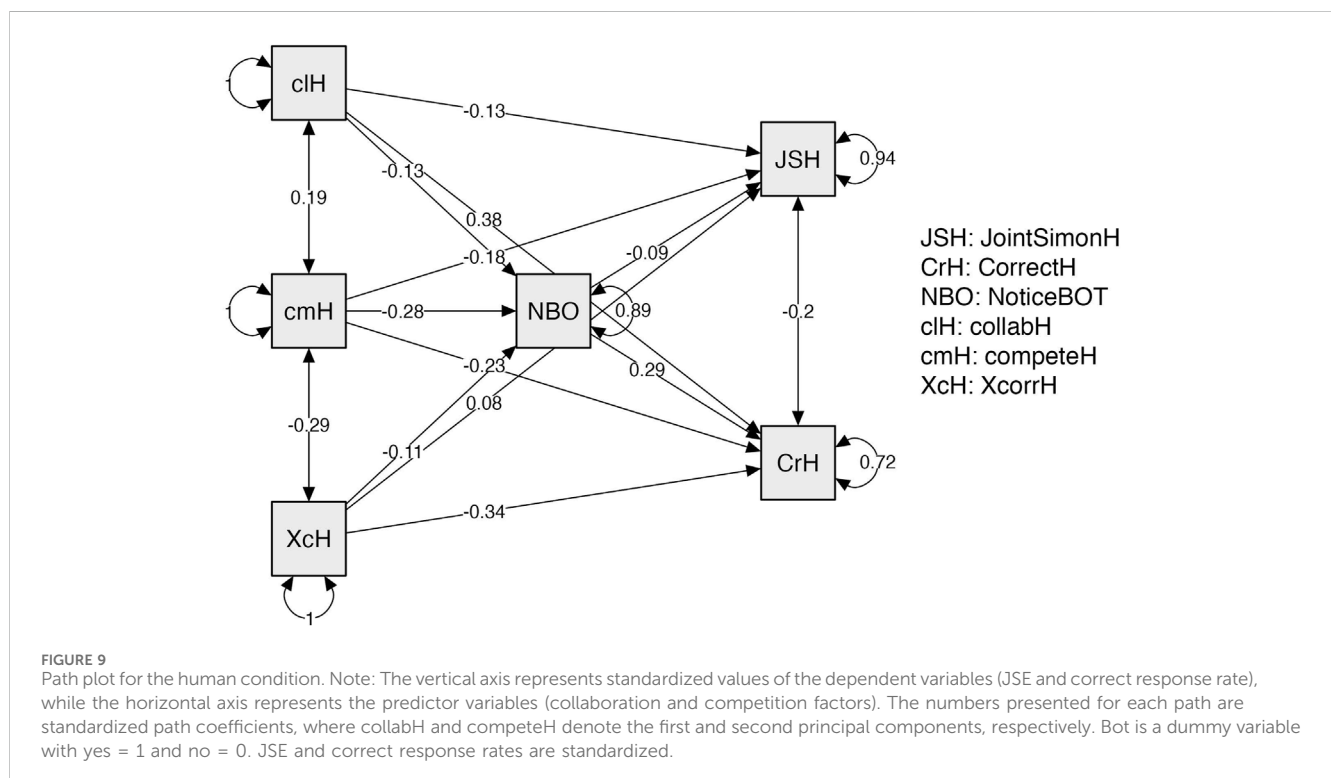 clH
1
-0.13
JSH
0.94
-0.13
0.19
0.38
-0.18
-0.09
cmH
1
-0.28
NBO
0.89
-0.2
-0.23
0.29
0.08
-0.29
-0.11
CrH
0.72
XcH
-0.34
1
JSH: JointSimonH
CrH: CorrectH
NBO: NoticeBOT
clH: collabH
cmH: competeH
XcH: XcorrH
FIGURE 9
Path plot for the human condition. Note: The vertical axis represents standardized values of the dependent variables (JSE and correct response rate),
while the horizontal axis represents the predictor variables (collaboration and competition factors). The numbers presented for each path are
standardized path coefficients, where collabH and competeH denote the first and second principal components, respectively. Bot is a dummy variable
with yes = 1 and no = 0. JSE and correct response rates are standardized.